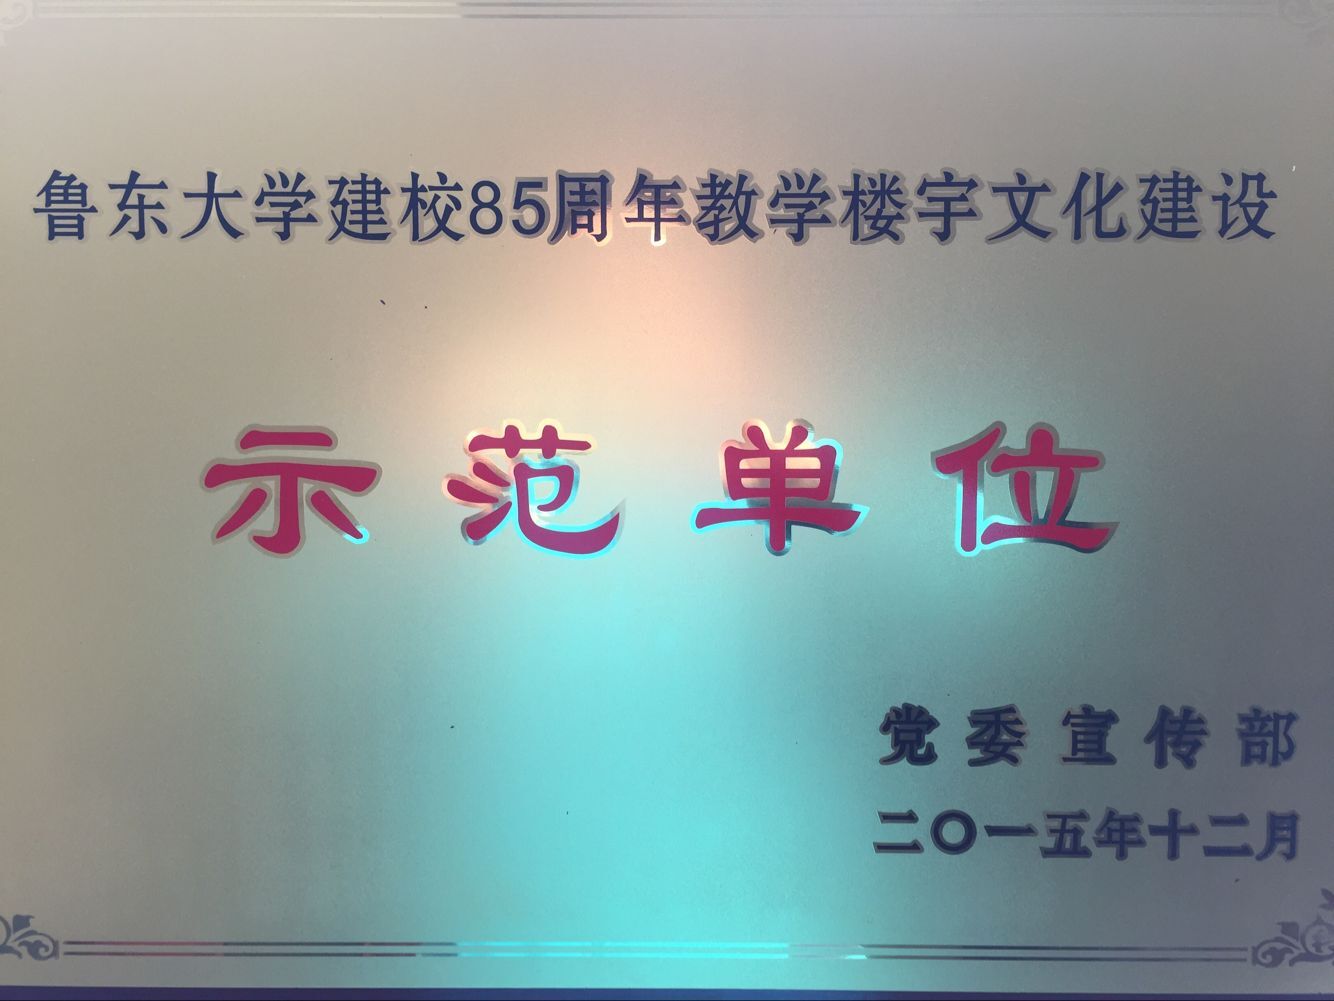 鲁东大学建校85周年教学楼宇文化建设
示范单位
党委宣传部
二〇一五年十二月